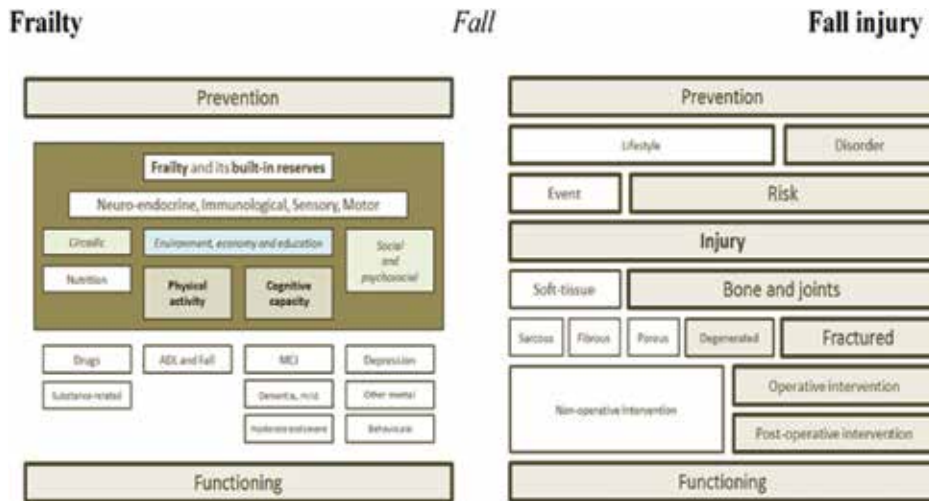 Frailty
Fall
Fall injury
Prevention
Frailty and its built-in reserves
Neuro-endocrine, Immunological, Sensory, Motor
Circadic
Environment, economy and education
Social
and
psychosocial
Nutrition
Physical
activity
Cognitive
capacity
Drugs
ADL and Fall
MCI
Depression
Substance-related
Dementia, mild
Other mental
Moderate and severe
Behavioural
Functioning
Prevention
Lifestyle
Disorder
Event
Risk
Injury
Soft-tissue
Bone and joints
Sarcous
Fibrous
Porous
Degenerated
Fractured
Non-operative intervention
Operative intervention
Post-operative intervention
Functioning